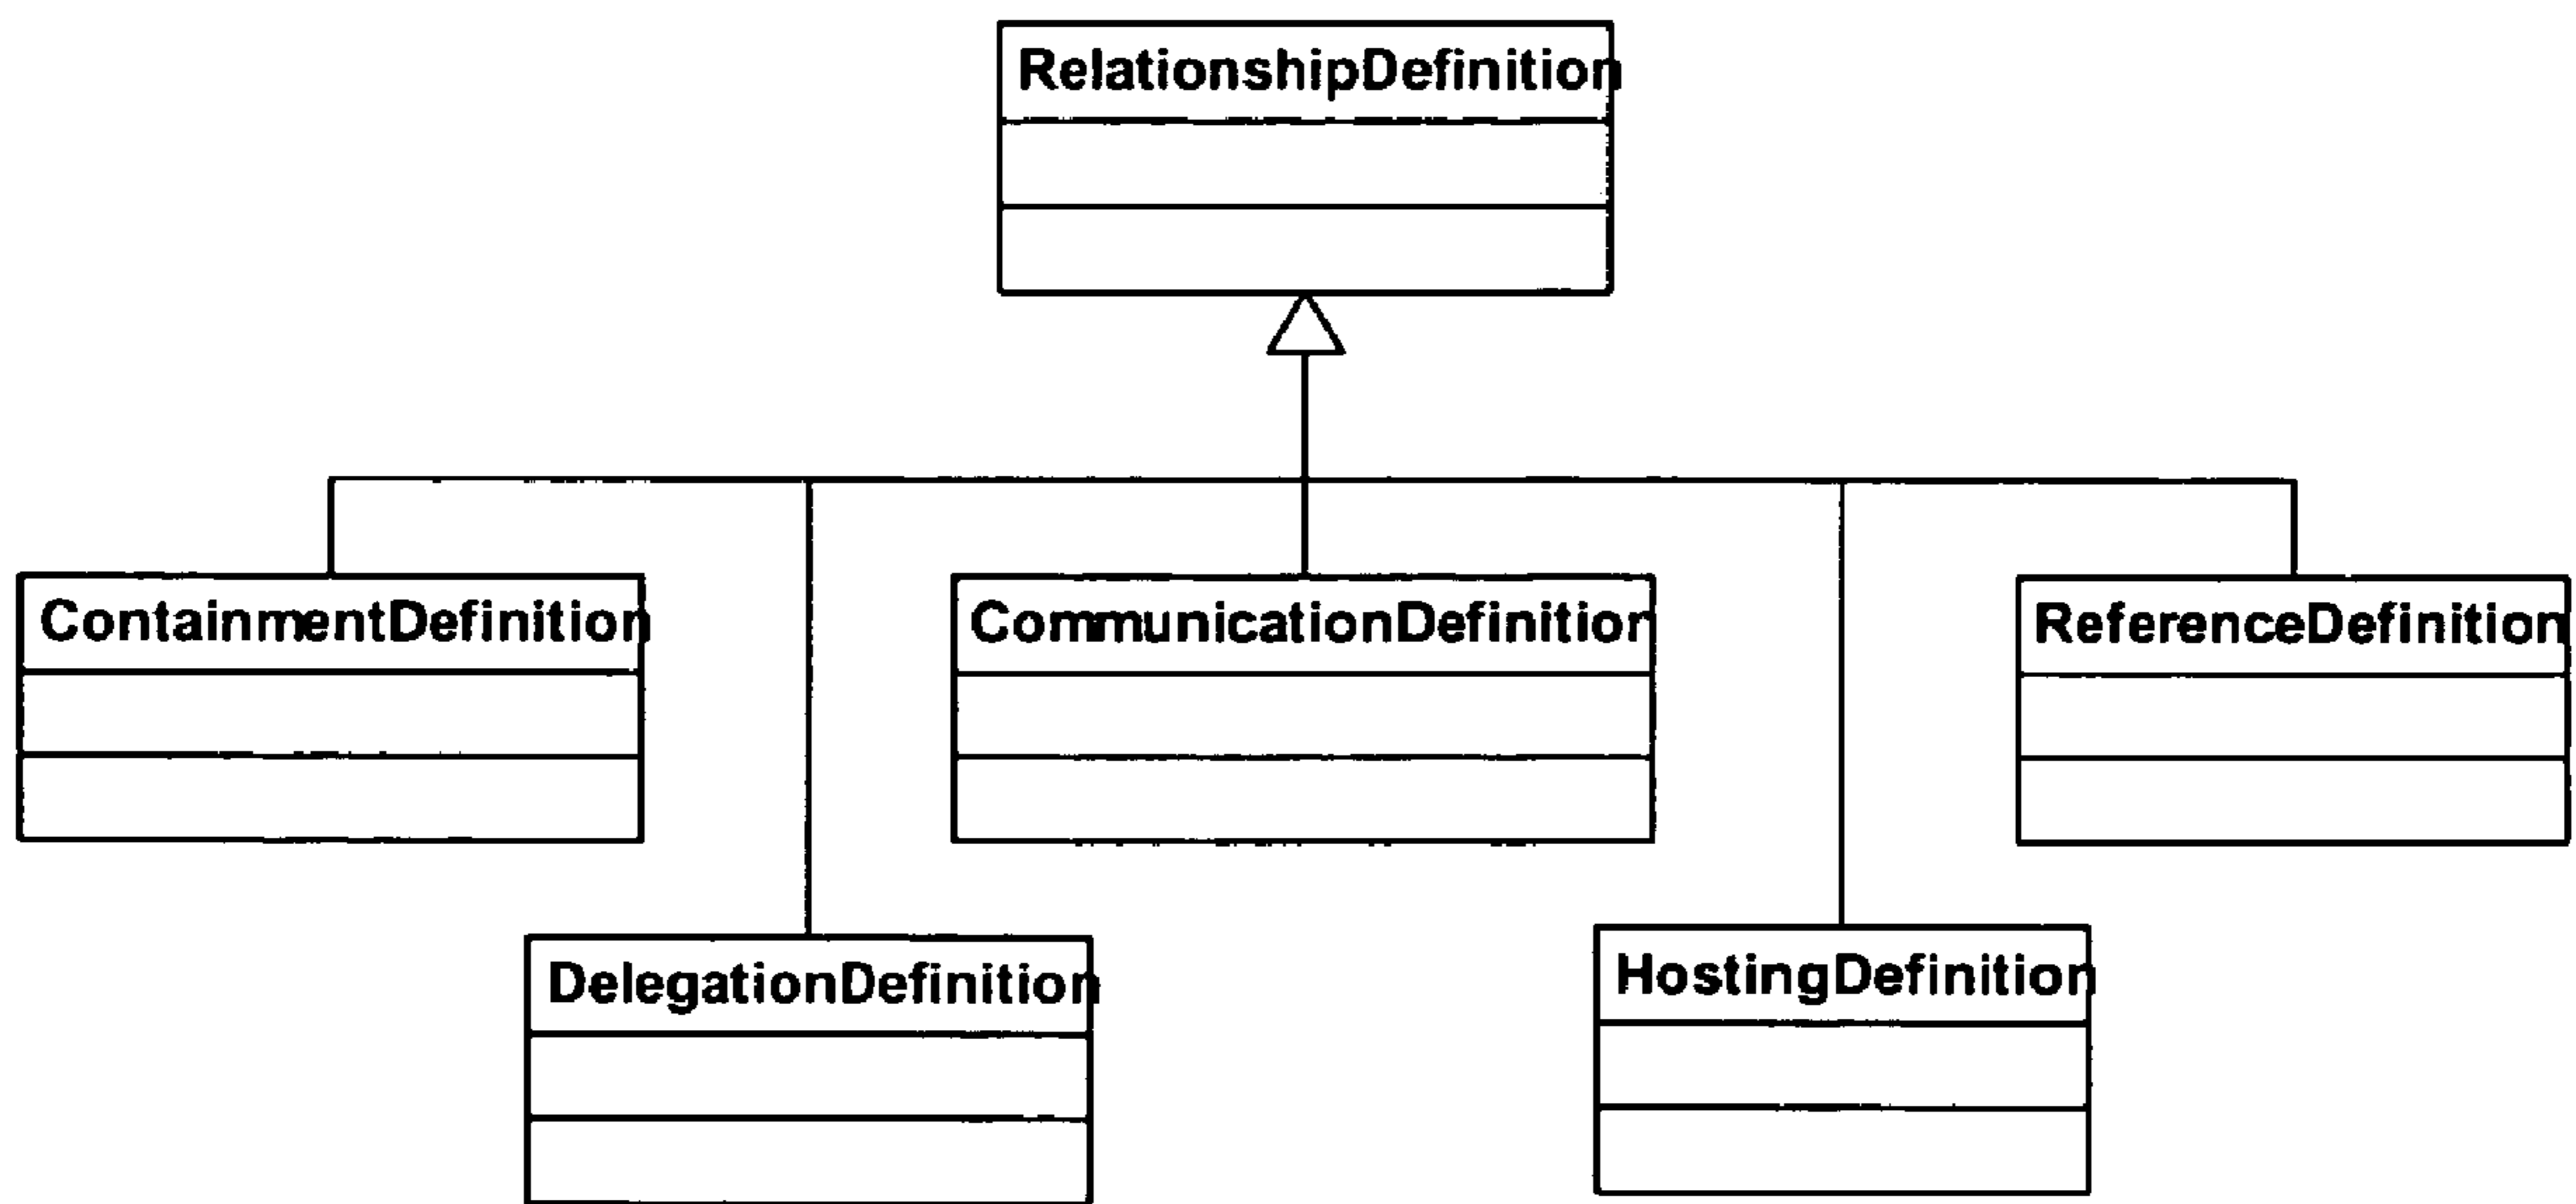 RelationshipDefinition
ContainmentDefinition
CommunicationDefinition
ReferenceDefinition
DelegationDefinition
HostingDefinition